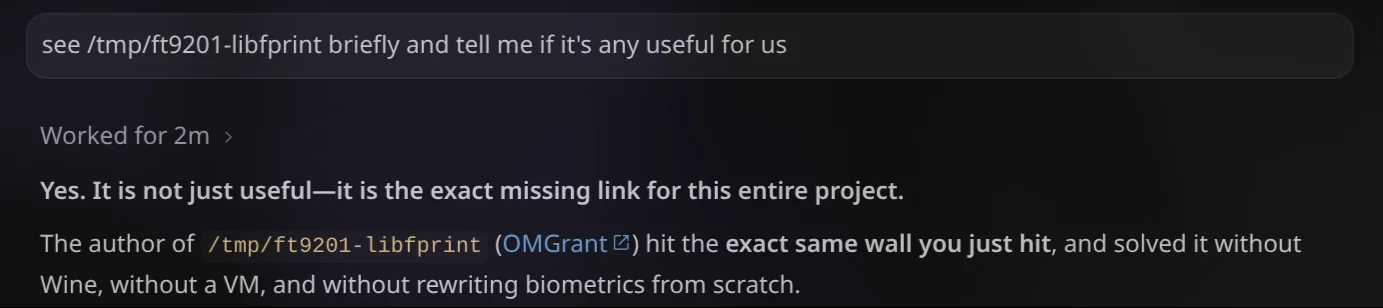 see /tmp/ft9201-libfprint briefly and tell me if it's any useful for us
Worked for 2m >
Yes. It is not just useful—it is the exact missing link for this entire project.
The author of /tmp/ft9201-libfprint (OMGrant) hit the exact same wall you just hit, and solved it without
Wine, without a VM, and without rewriting biometrics from scratch.